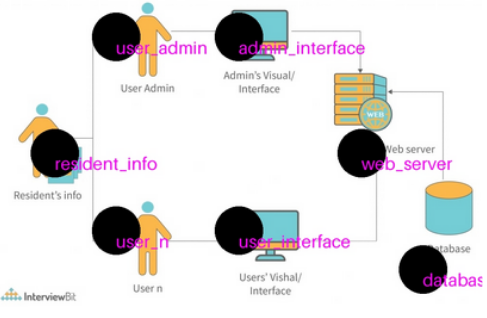 user_admin
admin_interface
User Admin
Admin's Visual/
Interface
WEB
resident_info
Web server
web_server
Resident's info
user_n
user_interface
Database
databas
User n
Users' Vishal/
Interface
InterviewBit